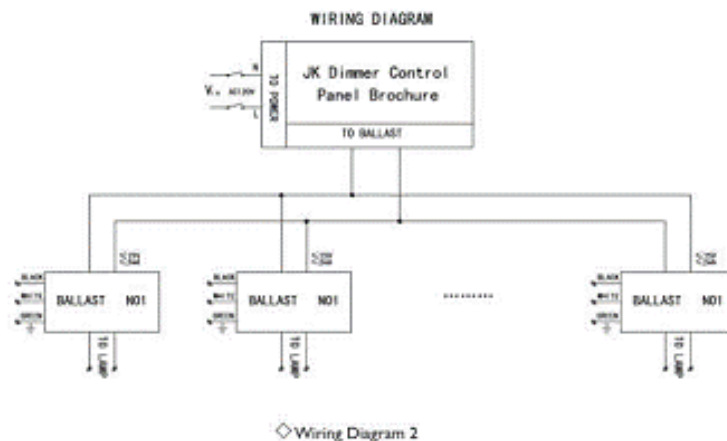 WIRING DIAGRAM
JK Dimmer Control
Panel Brochure
TO POWER
N
L
AC120V
TO BALLAST
BLACK
WHITE
GREEN
BALLAST NO1
TO LAMP
BLACK
WHITE
GREEN
BALLAST NO1
TO LAMP
.........
BLACK
WHITE
GREEN
BALLAST NO1
TO LAMP
◇ Wiring Diagram 2